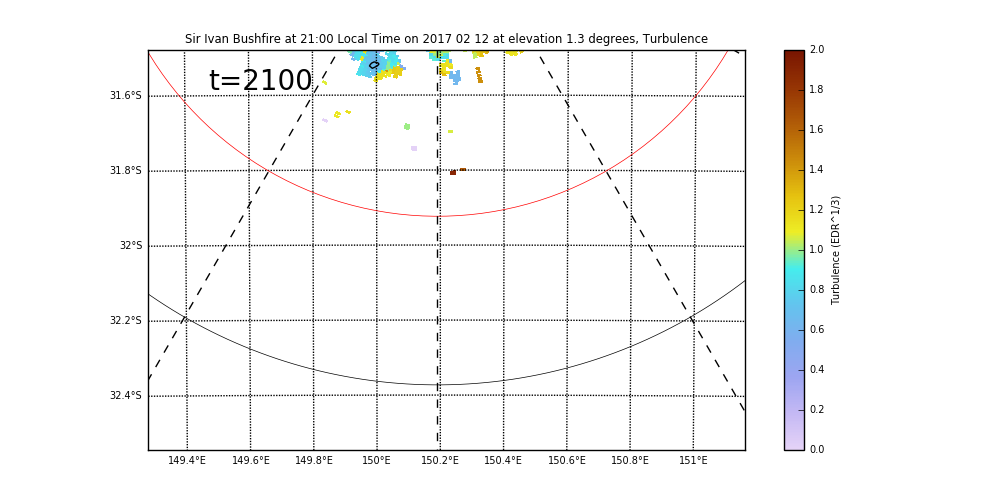 Sir Ivan Bushfire at 21:00 Local Time on 2017 02 12 at elevation 1.3 degrees, Turbulence
t=2100
31.6°S
31.8°S
32°S
32.2°S
32.4°S
149.4°E 149.6°E 149.8°E 150°E 150.2°E 150.4°E 150.6°E 150.8°E 151°E
2.0
1.8
1.6
1.4
1.2
1.0
0.8
0.6
0.4
0.2
0.0
Turbulence (EDR^1/3)